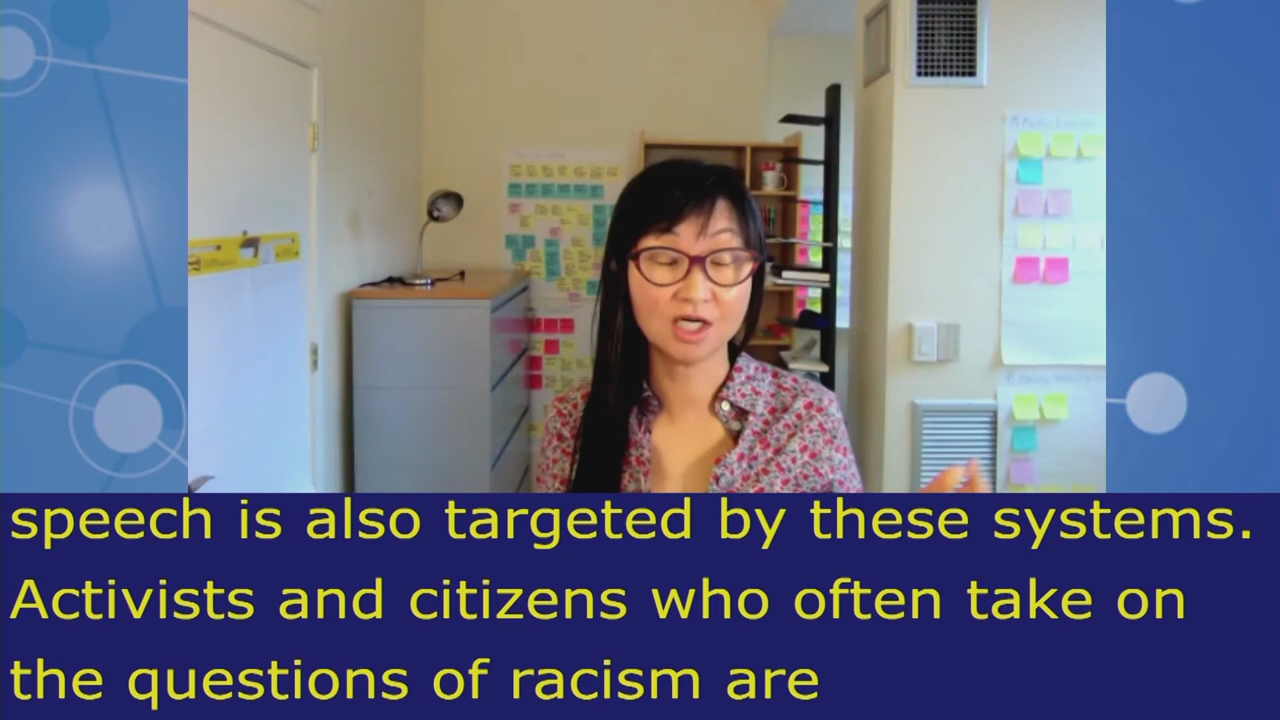 speech is also targeted by these systems.
Activists and citizens who often take on
the questions of racism are